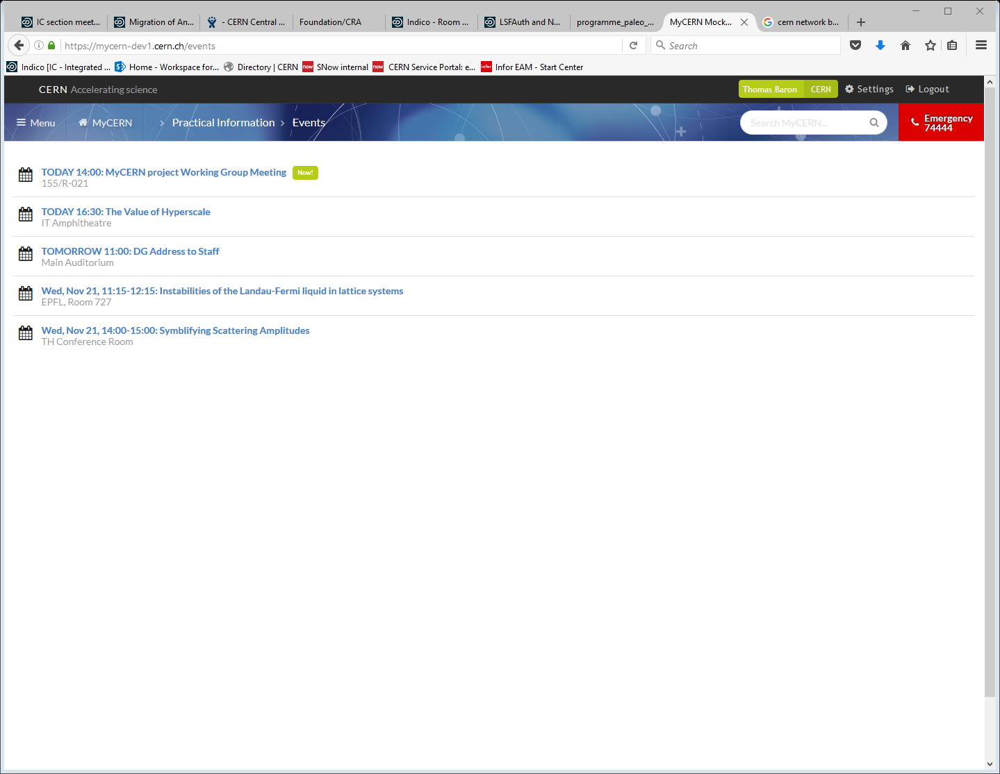 IC section meet...
Migration of An...
- CERN Central ...
Foundation/CRA
Indico - Room ...
LSFAuth and N...
programme_paleo_...
MyCERN Mock...
cern network b...
https://mycern-dev1.cern.ch/events
Search
Indico [IC - Integrated ...
Home - Workspace for...
Directory | CERN
now
SNow internal
now
CERN Service Portal: e...
infor
Infor EAM - Start Center
CERN Accelerating science
Thomas Baron CERN
Settings
Logout
Menu
MyCERN
> Practical Information > Events
Search MyCERN...
Emergency
74444
TODAY 14:00: MyCERN project Working Group Meeting Now!
155/R-021
TODAY 16:30: The Value of Hyperscale
IT Amphitheatre
TOMORROW 11:00: DG Address to Staff
Main Auditorium
Wed, Nov 21, 11:15-12:15: Instabilities of the Landau-Fermi liquid in lattice systems
EPFL, Room 727
Wed, Nov 21, 14:00-15:00: Symblifying Scattering Amplitudes
TH Conference Room